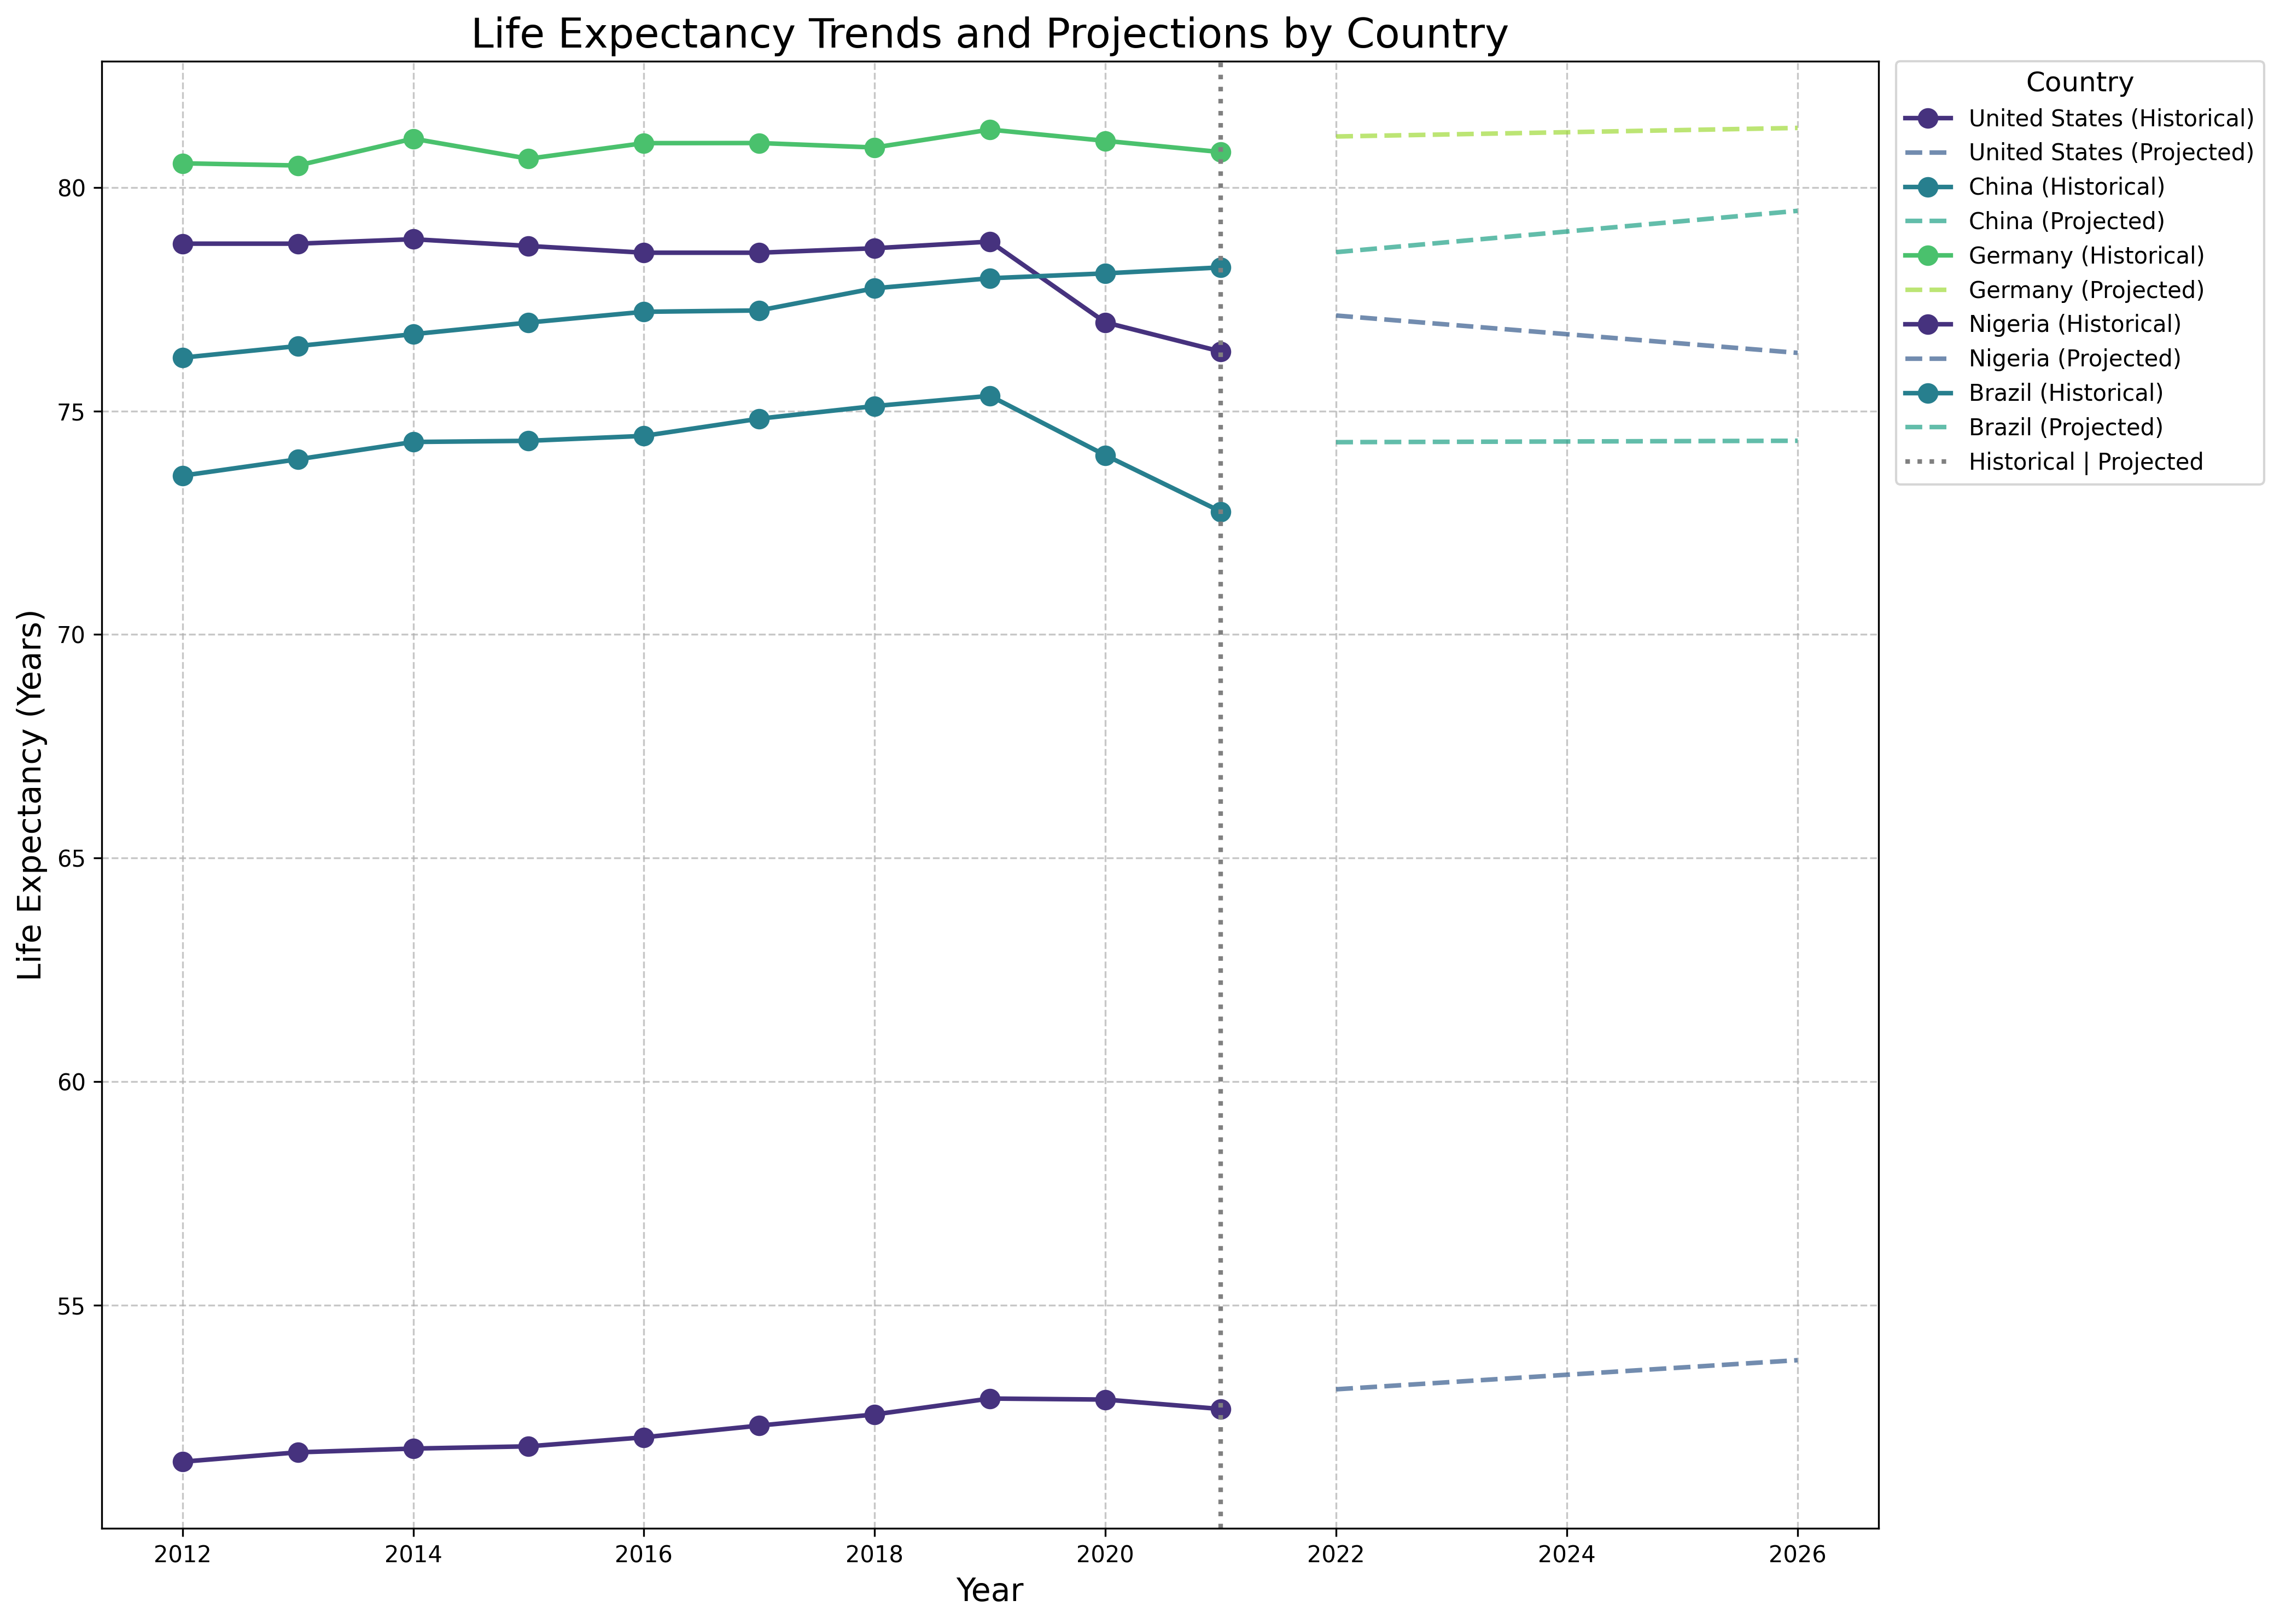 Life Expectancy Trends and Projections by Country
Country
United States (Historical)
United States (Projected)
China (Historical)
China (Projected)
Germany (Historical)
Germany (Projected)
Nigeria (Historical)
Nigeria (Projected)
Brazil (Historical)
Brazil (Projected)
Historical | Projected
Life Expectancy (Years)
80
75
70
65
60
55
2012
2014
2016
2018
2020
2022
2024
2026
Year